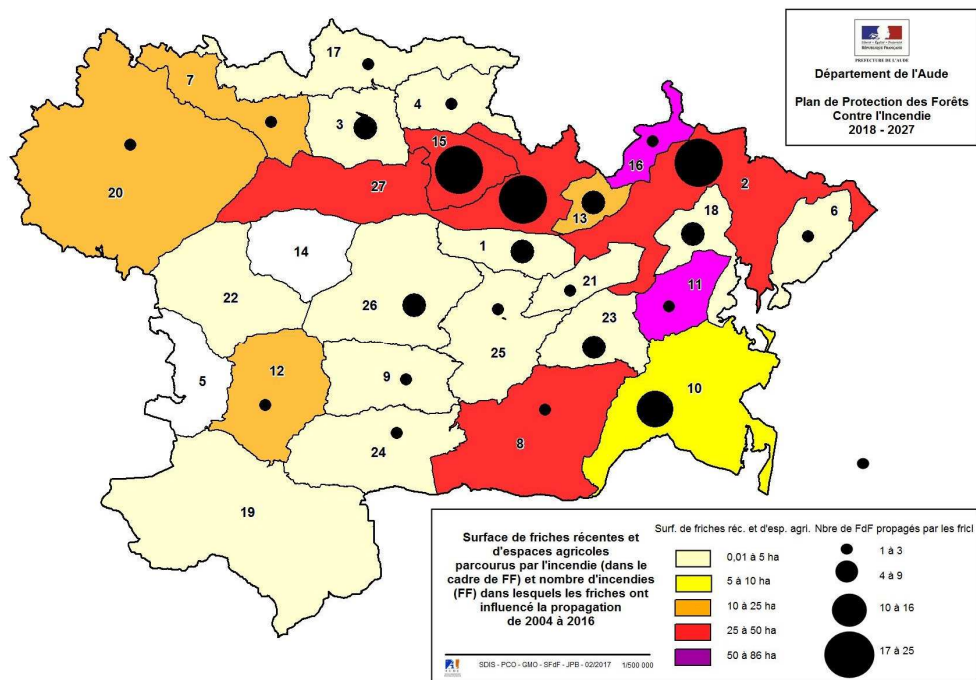 17
7
4
3
15
16
20
27
2
13
18
6
14
1
21
11
22
26
23
25
5
12
9
10
8
24
19
RÉPUBLIQUE FRANÇAISE
PREFECTURE DE L'AUDE
Département de l'Aude
Plan de Protection des Forêts
Contre l'Incendie
2018 - 2027
Surface de friches récentes et
d'espaces agricoles
parcourus par l'incendie (dans le
cadre de FF) et nombre d'incendies
(FF) dans lesquels les friches ont
influencé la propagation
de 2004 à 2016
SDIS - PCO - GMO - SFdF - JPB - 02/2017 1/500 000
Surf. de friches réc. et d'esp. agri.
0,01 à 5 ha
5 à 10 ha
10 à 25 ha
25 à 50 ha
50 à 86 ha
Nbre de FdF propagés par les fricl
1 à 3
4 à 9
10 à 16
17 à 25